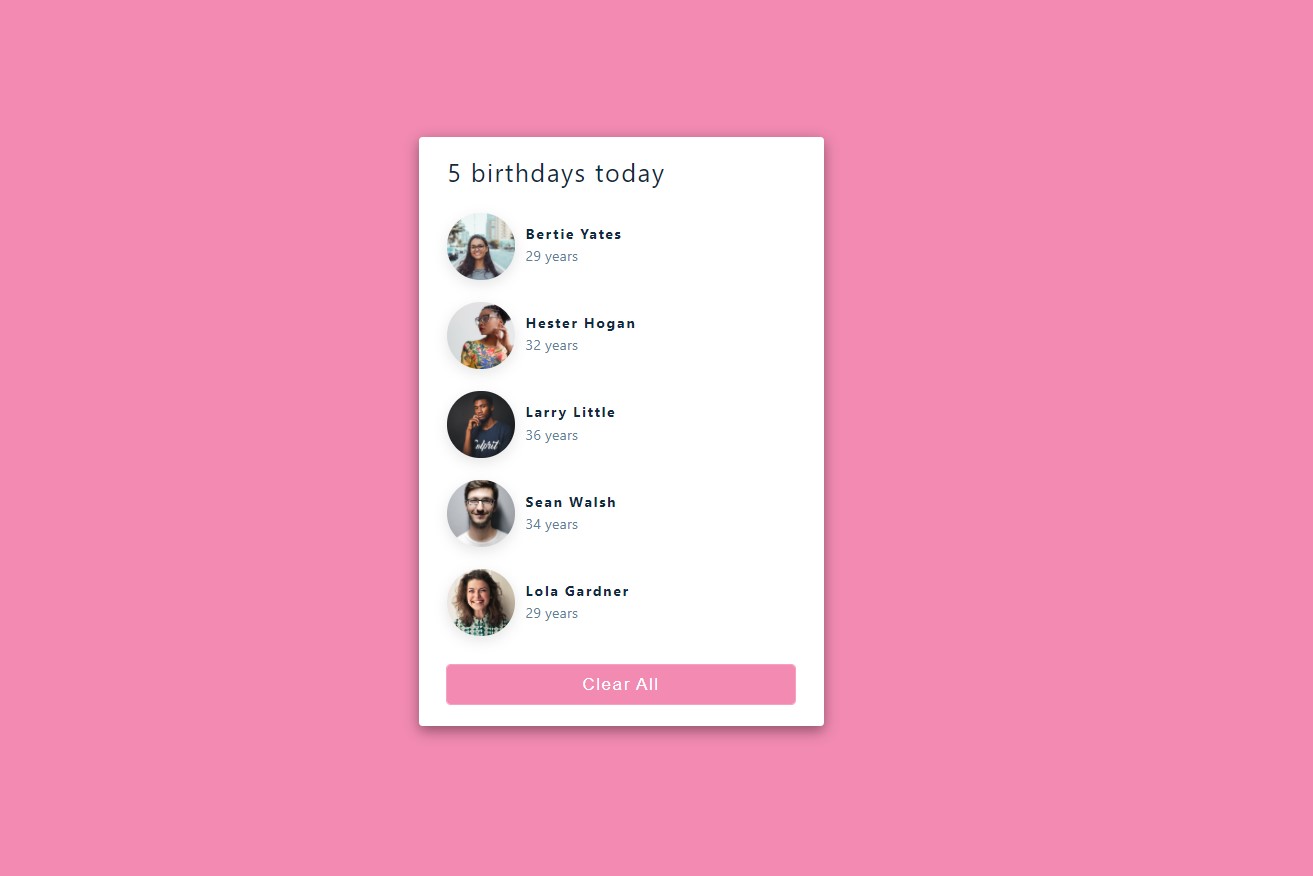 5 birthdays today
Bertie Yates
29 years
Hester Hogan
32 years
Larry Little
36 years
Sean Walsh
34 years
Lola Gardner
29 years
Clear All